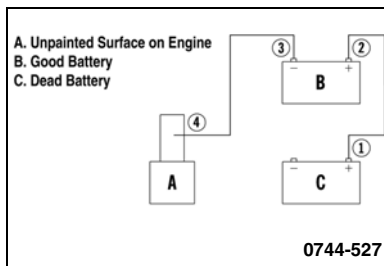 A. Unpainted Surface on Engine
B. Good Battery
C. Dead Battery
3
2
− +
B
4
1
A
− +
C
0744-527